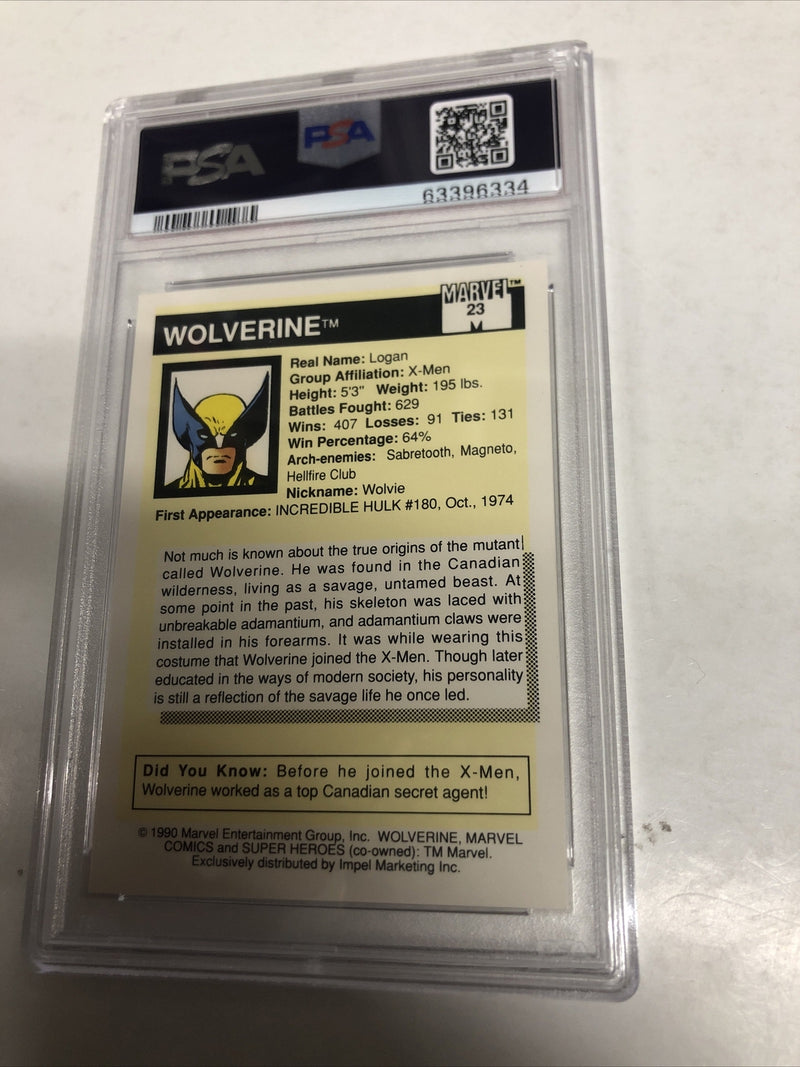 PSA
PSA
63396334
MARVEL™
23
WOLVERINE™
Real Name: Logan
Group Affiliation: X-Men
Height: 5'3" Weight: 195 lbs.
Battles Fought: 629
Wins: 407 Losses: 91 Ties: 131
Win Percentage: 64%
Arch-enemies: Sabretooth, Magneto,
Hellfire Club
Nickname: Wolvie
First Appearance: INCREDIBLE HULK #180, Oct., 1974
Not much is known about the true origins of the mutant
called Wolverine. He was found in the Canadian
wilderness, living as a savage, untamed beast. At
some point in the past, his skeleton was laced with
unbreakable adamantium, and adamantium claws were
installed in his forearms. It was while wearing this
costume that Wolverine joined the X-Men. Though later
educated in the ways of modern society, his personality
is still a reflection of the savage life he once led.
Did You Know: Before he joined the X-Men,
Wolverine worked as a top Canadian secret agent!
© 1990 Marvel Entertainment Group, Inc. WOLVERINE, MARVEL
COMICS and SUPER HEROES (co-owned): TM Marvel.
Exclusively distributed by Impel Marketing Inc.